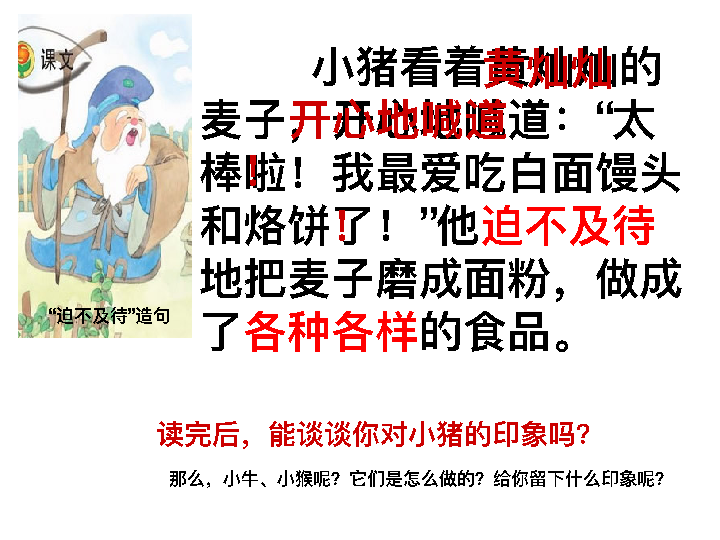 课文
小猪看着黄灿灿的
麦子，开心地喊道：“太
棒啦！我最爱吃白面馒头
和烙饼了！”他迫不及待
地把麦子磨成面粉，做成
了各种各样的食品。
“迫不及待”造句
读完后，能谈谈你对小猪的印象吗？
那么，小牛、小猴呢？它们是怎么做的？给你留下什么印象呢？